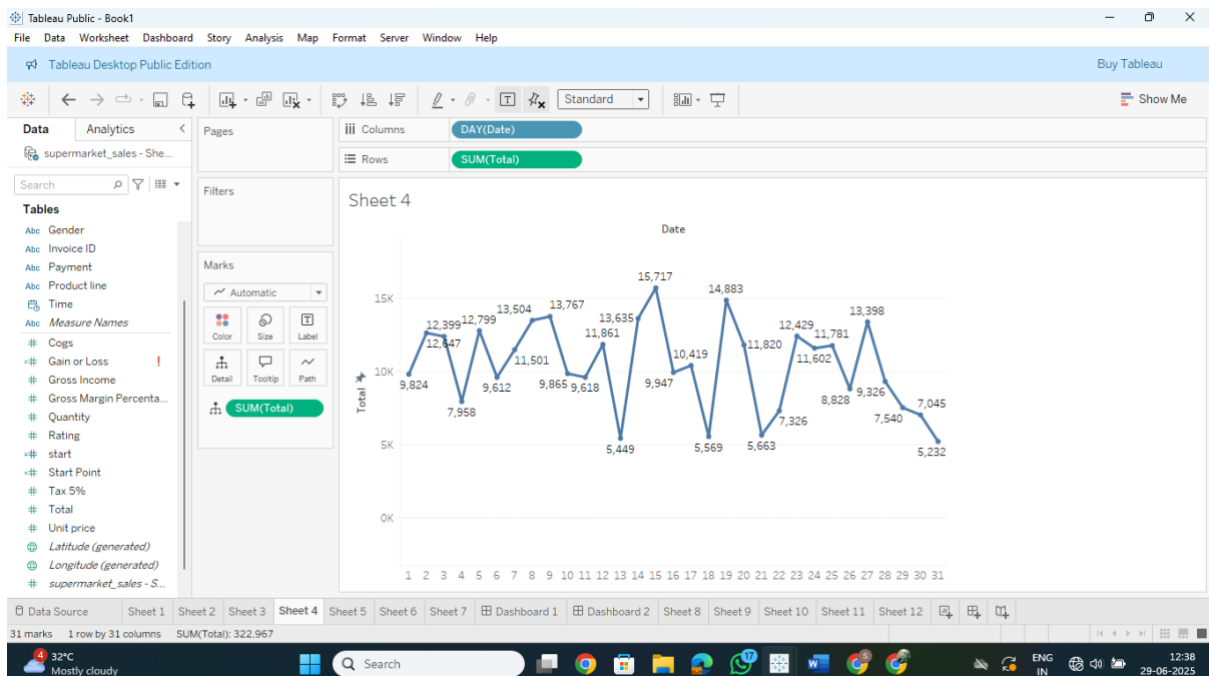 Tableau Public - Book1
File Data Worksheet Dashboard Story Analysis Map Format Server Window Help
Tableau Desktop Public Edition
Buy Tableau
Standard
Show Me
Data Analytics
supermarket_sales - She...
Search
Tables
Abc Gender
Abc Invoice ID
Abc Payment
Abc Product line
Time
Abc Measure Names
# Cogs
=# Gain or Loss !
# Gross Income
# Gross Margin Percenta...
# Quantity
# Rating
=# start
=# Start Point
# Tax 5%
# Total
# Unit price
Latitude (generated)
Longitude (generated)
# supermarket_sales - S...
Pages
Filters
Marks
Automatic
Color Size Label
Detail Tooltip Path
SUM(Total)
Columns DAY(Date)
Rows SUM(Total)
Sheet 4
Date
Total
15K
10K
5K
0K
9,824
12,647
12,399
7,958
12,799
9,612
11,501
13,504
13,767
9,865
9,618
11,861
5,449
13,635
15,717
9,947
10,419
5,569
14,883
11,820
5,663
7,326
12,429
11,602
11,781
8,828
13,398
9,326
7,540
7,045
5,232
1 2 3 4 5 6 7 8 9 10 11 12 13 14 15 16 17 18 19 20 21 22 23 24 25 26 27 28 29 30 31
Data Source Sheet 1 Sheet 2 Sheet 3 Sheet 4 Sheet 5 Sheet 6 Sheet 7 Dashboard 1 Dashboard 2 Sheet 8 Sheet 9 Sheet 10 Sheet 11 Sheet 12
31 marks 1 row by 31 columns SUM(Total): 322,967
4
32°C
Mostly cloudy
Search
17
ENG
IN
12:38
29-06-2025